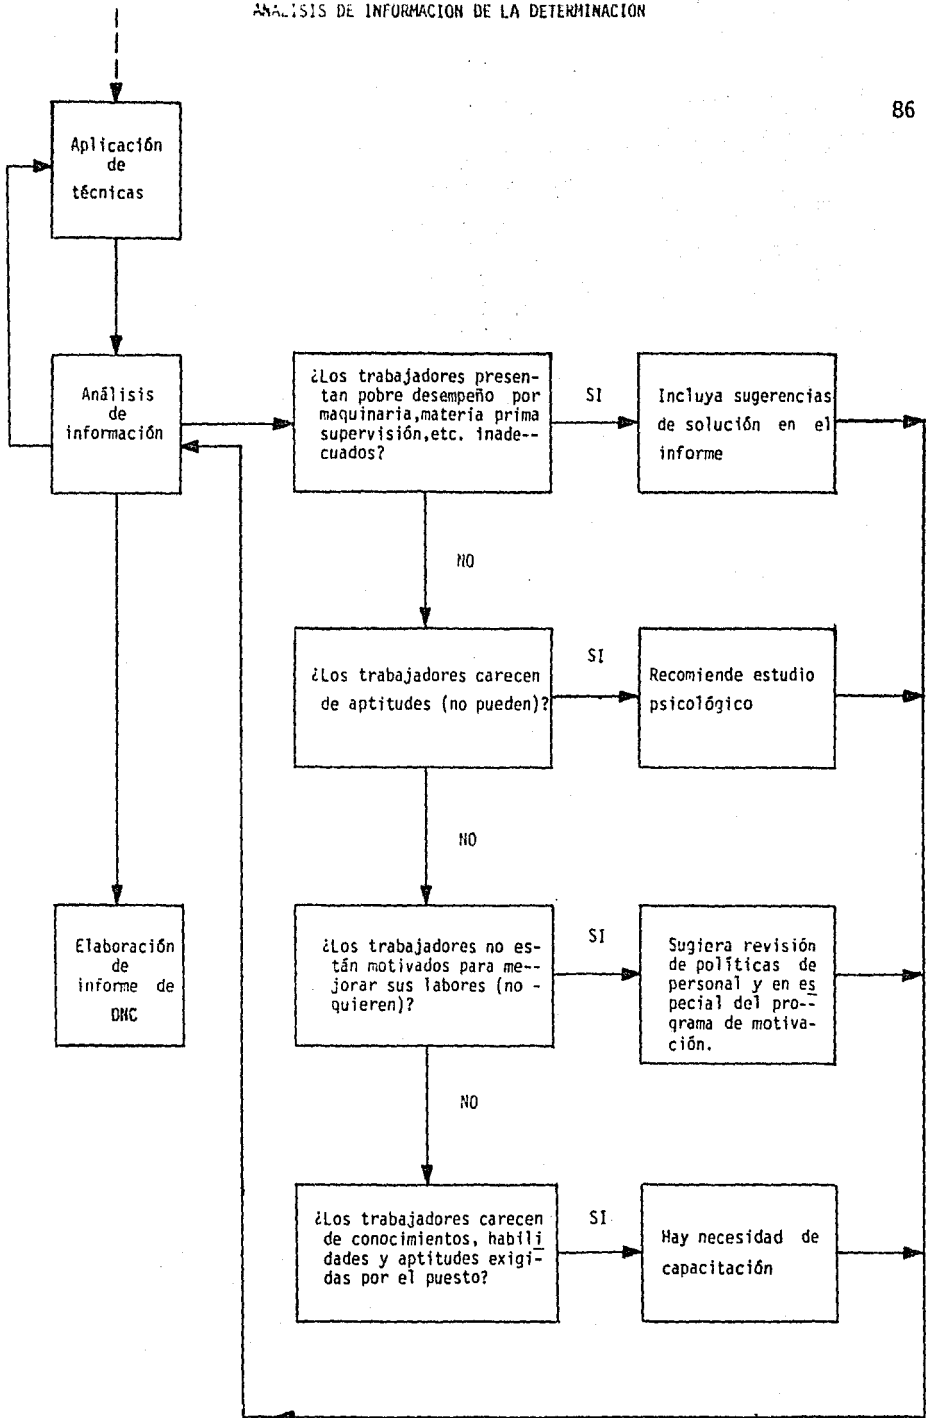 ANALISIS DE INFORMACION DE LA DETERMINACION
86
Aplicación
de
técnicas
Análisis
de
información
¿Los trabajadores presen-
tan pobre desempeño por
maquinaria,materia prima
supervisión,etc. inade--
cuados?
SI
Incluya sugerencias
de solución en el
informe
NO
¿Los trabajadores carecen
de aptitudes (no pueden)?
SI
Recomiende estudio
psicológico
NO
Elaboración
de
informe de
DNC
¿Los trabajadores no es-
tán motivados para me--
jorar sus labores (no -
quieren)?
SI
Sugiera revisión
de políticas de
personal y en es
pecial del pro--
grama de motiva-
ción.
NO
¿Los trabajadores carecen
de conocimientos, habili
dades y aptitudes exigi-
das por el puesto?
SI.
Hay necesidad de
capacitación